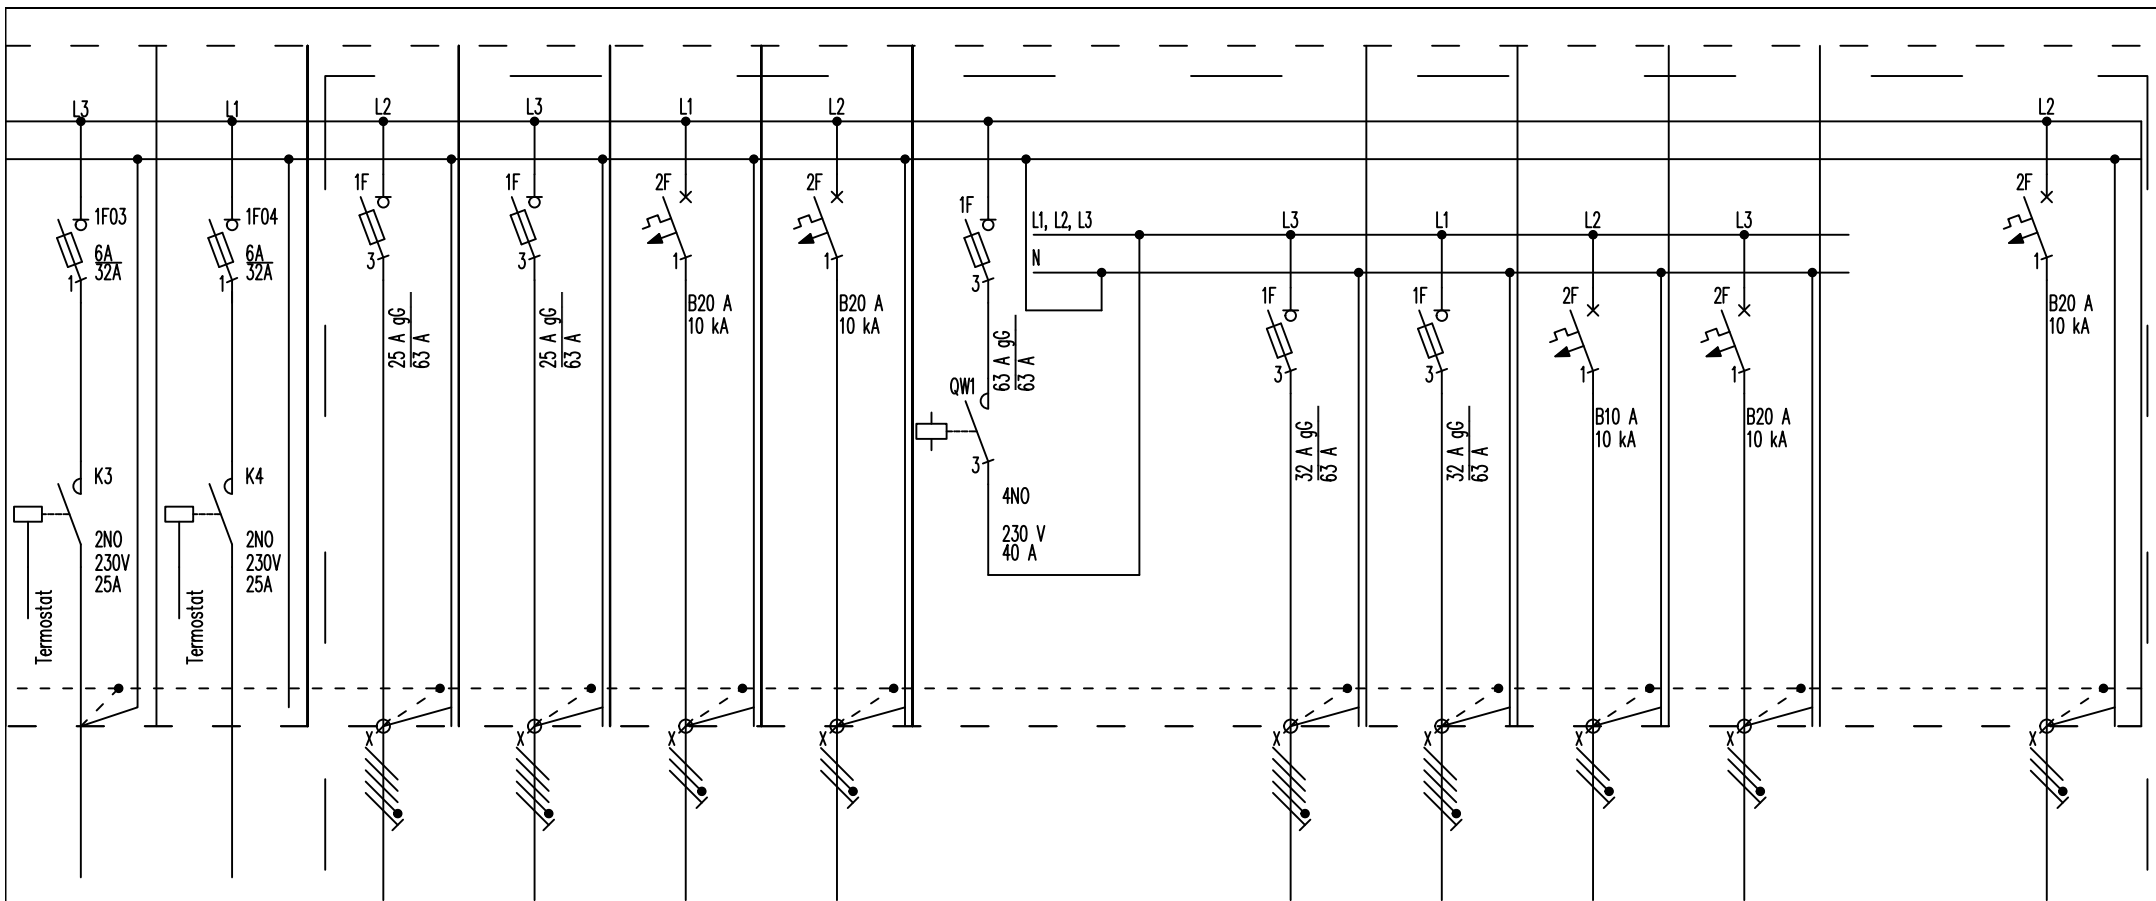 L3
L1
L2
L3
L1
L2
L2
1F03
6A
32A
1
1F04
6A
32A
1
1F
3
25 A gG
63 A
1F
3
25 A gG
63 A
2F
1
B20 A
10 kA
2F
1
B20 A
10 kA
1F
3
63 A gG
63 A
L1, L2, L3
N
L3
L1
L2
L3
1F
3
32 A gG
63 A
1F
3
32 A gG
63 A
2F
1
B10 A
10 kA
2F
1
B20 A
10 kA
2F
1
B20 A
10 kA
K3
2NO
230V
25A
Termostat
K4
2NO
230V
25A
Termostat
QW1
3
4NO
230 V
40 A
X
X
X
X
X
X
X
X
X